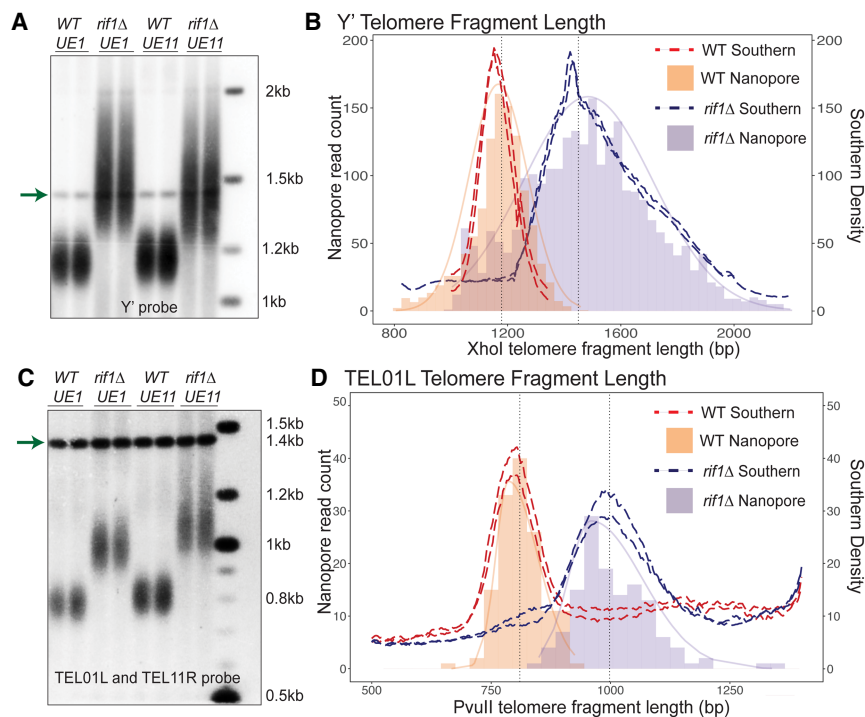 A
WT rif1Δ WT rif1Δ
UE1 UE1 UE11 UE11
2kb
1.5kb
1.2kb
1kb
Y' probe
B
Y' Telomere Fragment Length
Nanopore read count
200
150
100
50
0
800 1200 1600 2000
XhoI telomere fragment length (bp)
200
150
100
50
0
Southern Density
WT Southern
WT Nanopore
rif1Δ Southern
rif1Δ Nanopore
C
WT rif1Δ WT rif1Δ
UE1 UE1 UE11 UE11
1.5kb
1.4kb
1.2kb
1kb
0.8kb
0.5kb
TEL01L and TEL11R probe
D
TEL01L Telomere Fragment Length
Nanopore read count
50
40
30
20
10
0
500 750 1000 1250
PvuII telomere fragment length (bp)
50
40
30
20
10
0
Southern Density
WT Southern
WT Nanopore
rif1Δ Southern
rif1Δ Nanopore